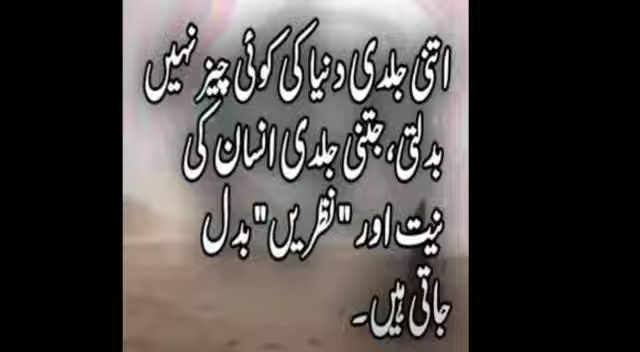 اتنی جلدی دنیا کی کوئی چیز نہیں
بدلتی، جتنی جلدی انسان کی
نیت اور "نظریں" بدل
جاتی ہیں۔